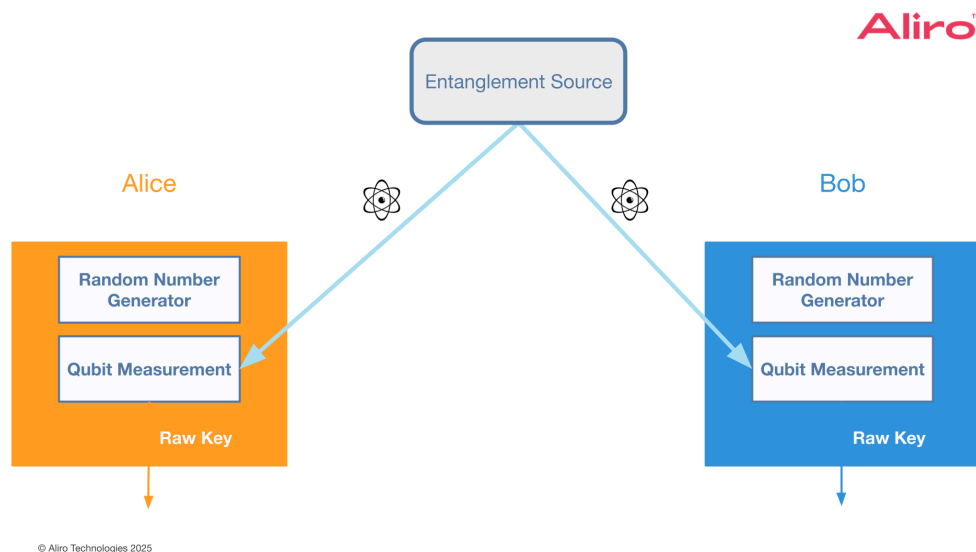 Aliro
Entanglement Source
Alice
Bob
Random Number
Generator
Qubit Measurement
Raw Key
Random Number
Generator
Qubit Measurement
Raw Key
© Aliro Technologies 2025